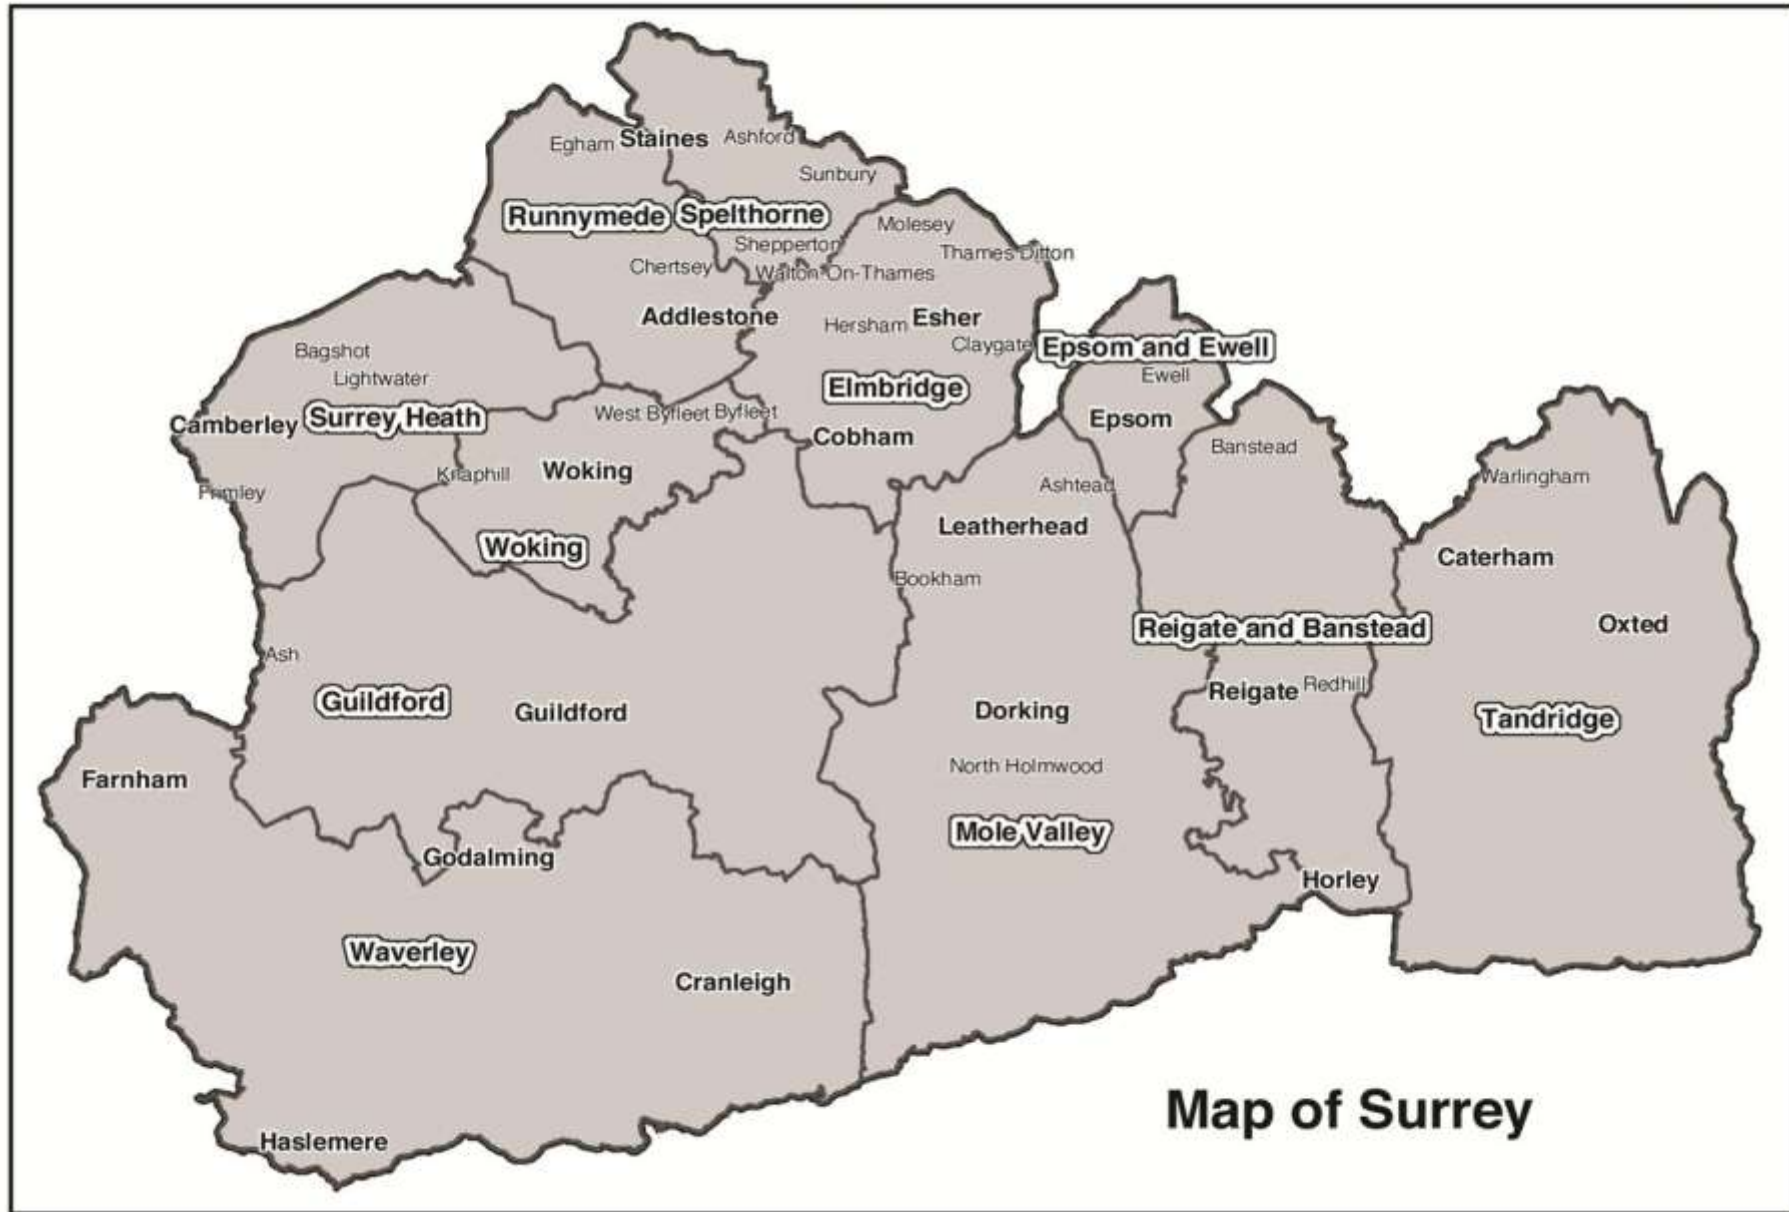 Egham
Staines
Ashford
Sunbury
Runnymede
Spelthorne
Molesey
Shepperton
Thames Ditton
Chertsey
Walton-On-Thames
Addlestone
Hersham
Esher
Claygate
Epsom and Ewell
Bagshot
Lightwater
Ewell
Elmbridge
Camberley
Surrey Heath
West Byfleet
Byfleet
Epsom
Cobham
Banstead
Knaphill
Woking
Frimley
Ashtead
Warlingham
Leatherhead
Woking
Caterham
Bookham
Reigate and Banstead
Oxted
Ash
Guildford
Guildford
Dorking
Reigate
Redhill
Tandridge
North Holmwood
Farnham
Mole Valley
Godalming
Horley
Waverley
Cranleigh
Map of Surrey
Haslemere